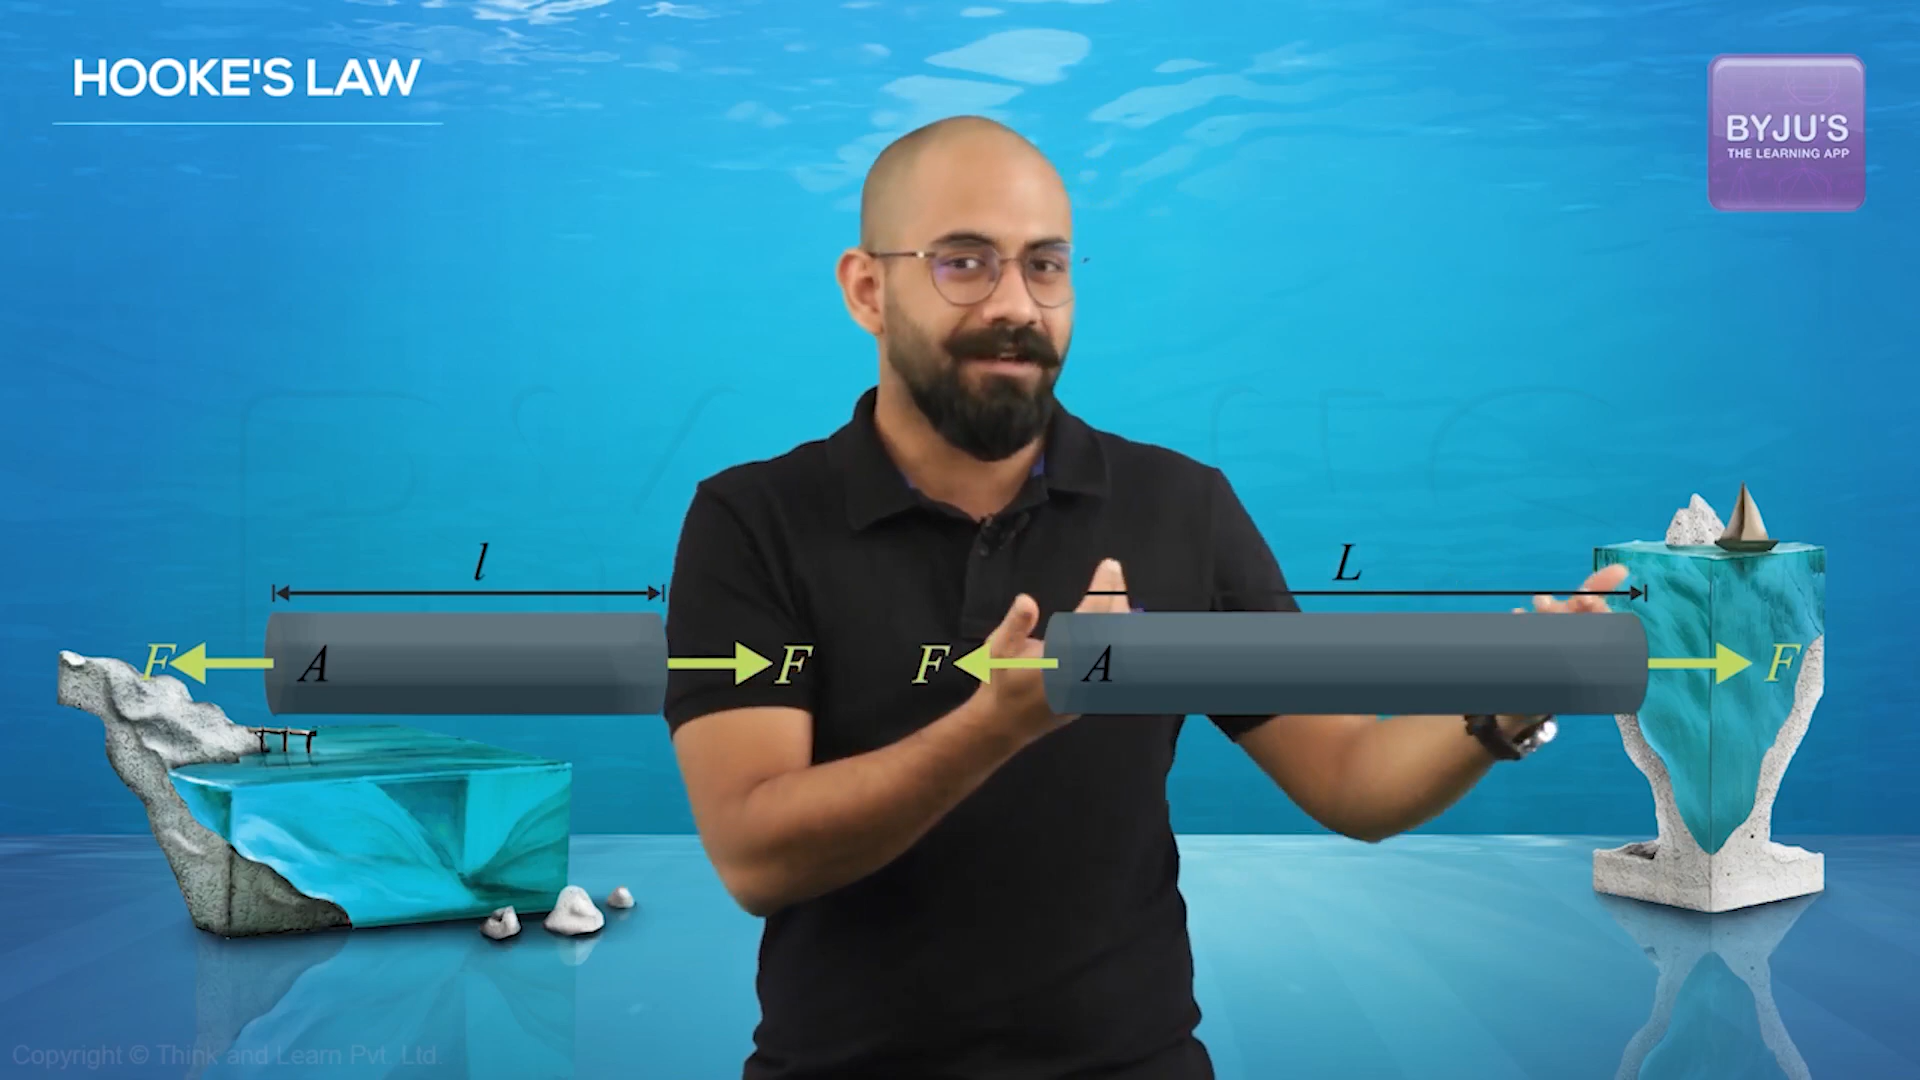 HOOKE'S LAW
BYJU'S
THE LEARNING APP
l
L
F
A
F
F
A
F
Copyright © Think and Learn Pvt. Ltd.